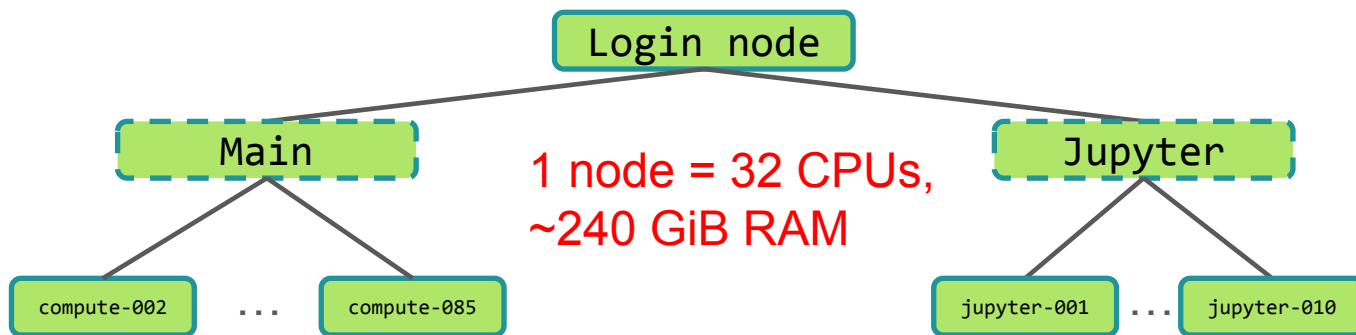 Login node
Main
Jupyter
1 node = 32 CPUs,
~240 GiB RAM
compute-002 ... compute-085
jupyter-001 ... jupyter-010